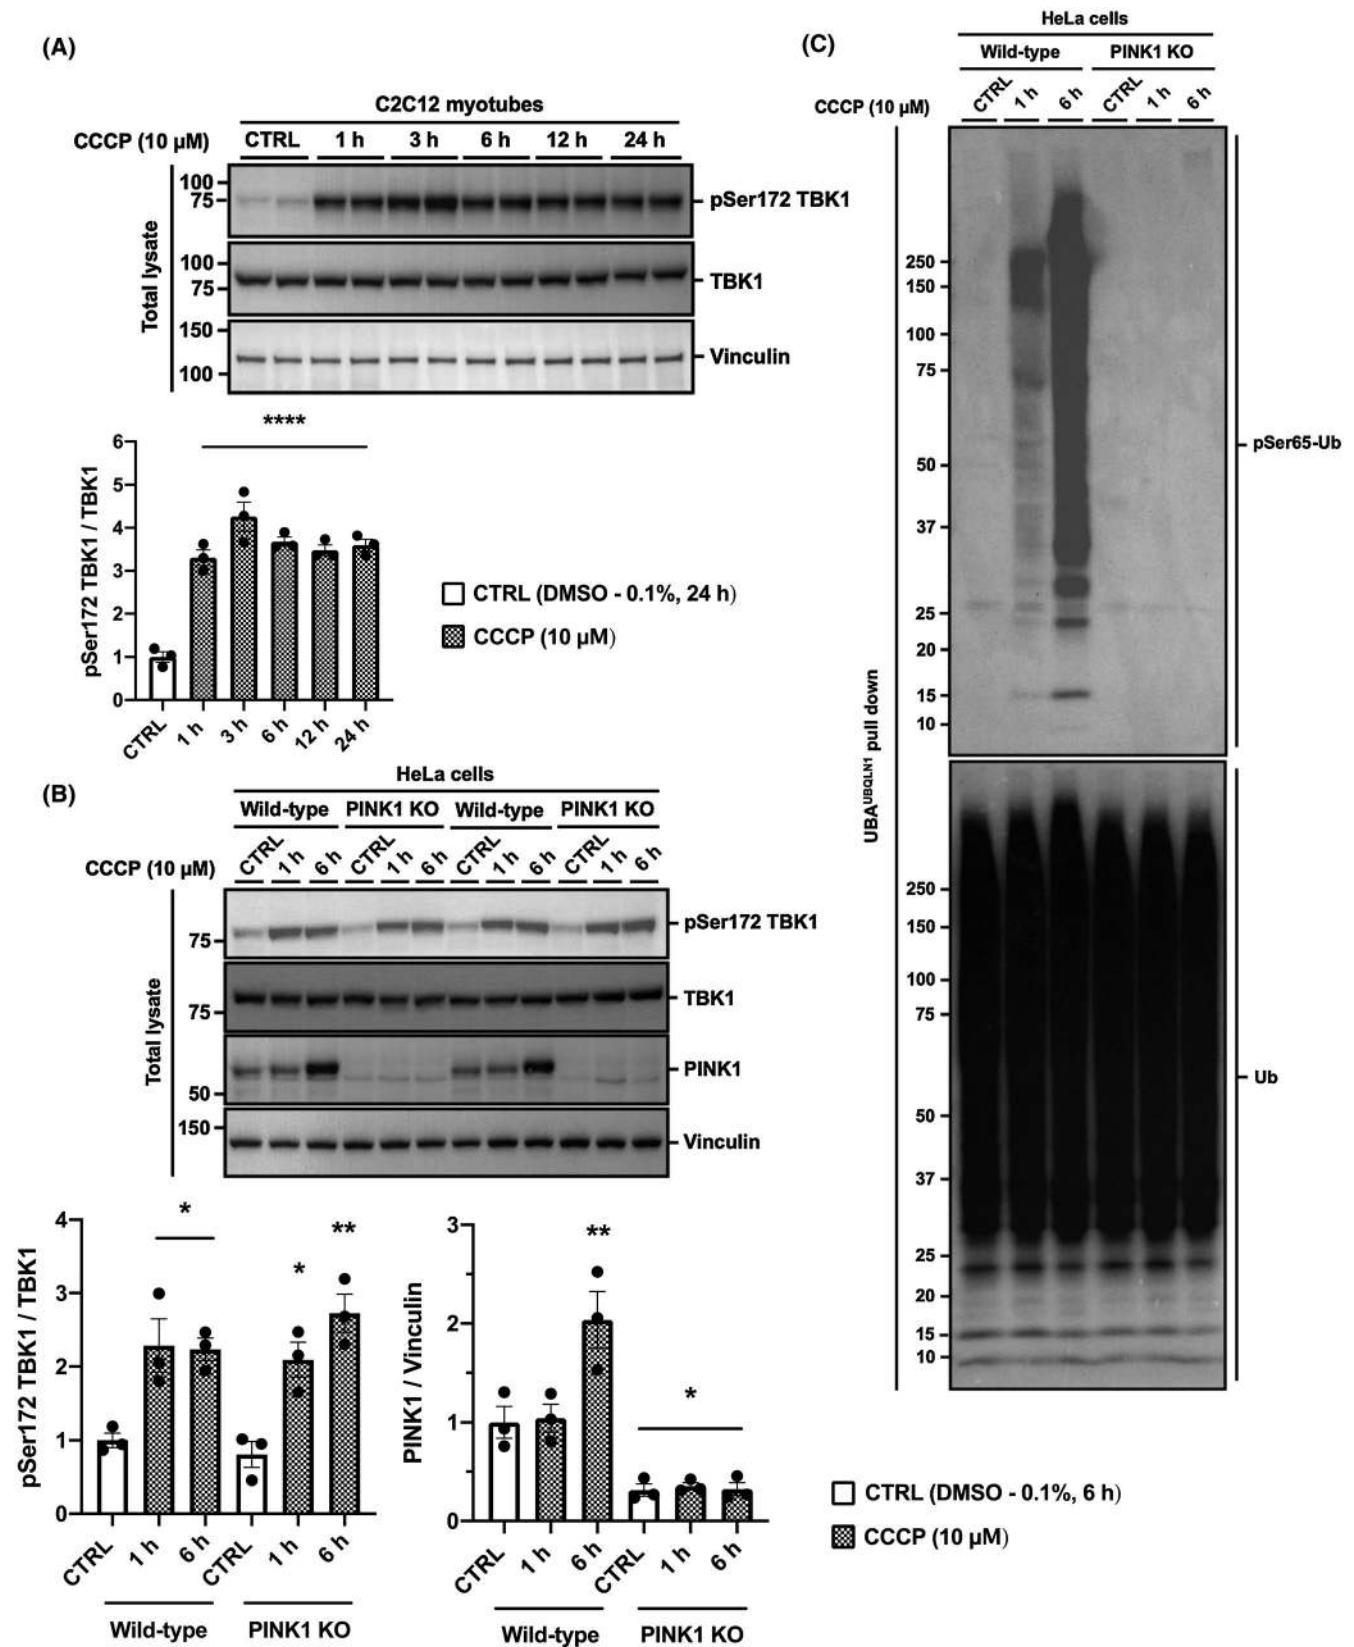 (A)
C2C12 myotubes
CCCP (10 µM) CTRL 1 h 3 h 6 h 12 h 24 h
Total lysate
100
75
pSer172 TBK1
100
75
TBK1
150
100
Vinculin
****
pSer172 TBK1 / TBK1
6
5
4
3
2
1
0
CTRL 1 h 3 h 6 h 12 h 24 h
CTRL (DMSO - 0.1%, 24 h)
CCCP (10 µM)
(B)
HeLa cells
Wild-type PINK1 KO Wild-type PINK1 KO
CCCP (10 µM) CTRL 1 h 6 h CTRL 1 h 6 h CTRL 1 h 6 h CTRL 1 h 6 h
Total lysate
75
pSer172 TBK1
75
TBK1
50
PINK1
150
Vinculin
pSer172 TBK1 / TBK1
4
3
2
1
0
* * **
CTRL 1 h 6 h CTRL 1 h 6 h
Wild-type PINK1 KO
PINK1 / Vinculin
3
2
1
0
** *
CTRL 1 h 6 h CTRL 1 h 6 h
Wild-type PINK1 KO
CTRL (DMSO - 0.1%, 6 h)
CCCP (10 µM)
(C)
HeLa cells
Wild-type PINK1 KO
CCCP (10 µM) CTRL 1 h 6 h CTRL 1 h 6 h
UBAUBQLN1 pull down
250
150
100
75
50
37
25
20
15
10
pSer65-Ub
250
150
100
75
50
37
25
20
15
10
Ub